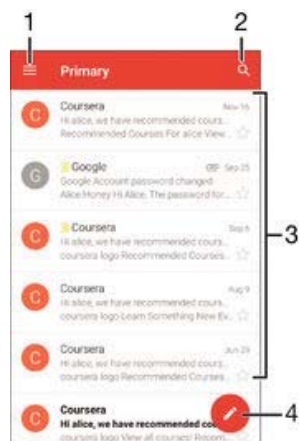 1
2
Primary
C
Coursera
Nov 16
Hi alice, we have recommended cours...
Recommended Courses For alice View...
3
G
Google
Sep 25
Google Account password changed
Alice Honey Hi Alice, The password for...
C
Coursera
Sep 6
Hi alice, we have recommended cours...
coursera logo Recommended Courses...
C
Coursera
Aug 9
Hi alice, we have recommended cours...
coursera logo Learn Something New Ev...
C
Coursera
Jun 29
Hi alice, we have recommended cours...
coursera logo Recommended Courses...
4
C
Coursera
Hi alice, we have recommended cou
coursera logo View all courses! Recom...